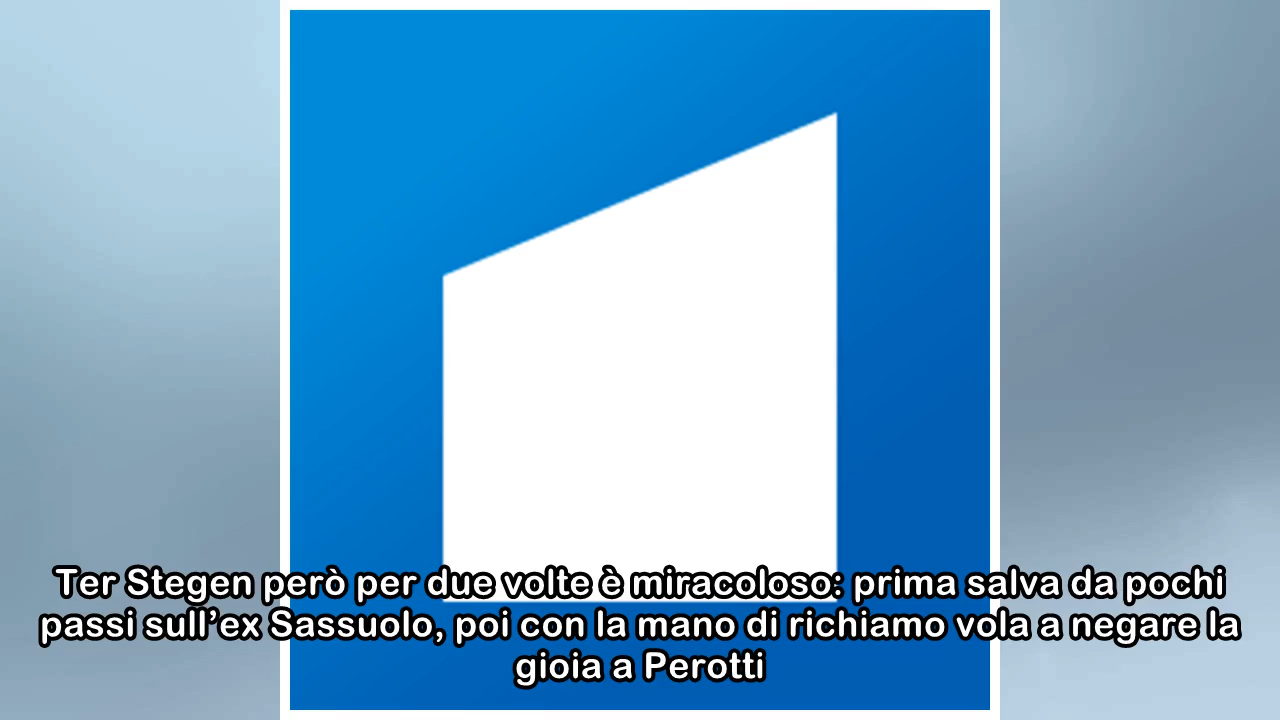 Ter Stegen però per due volte è miracoloso: prima salva da pochi
passi sull’ex Sassuolo, poi con la mano di richiamo vola a negare la
gioia a Perotti